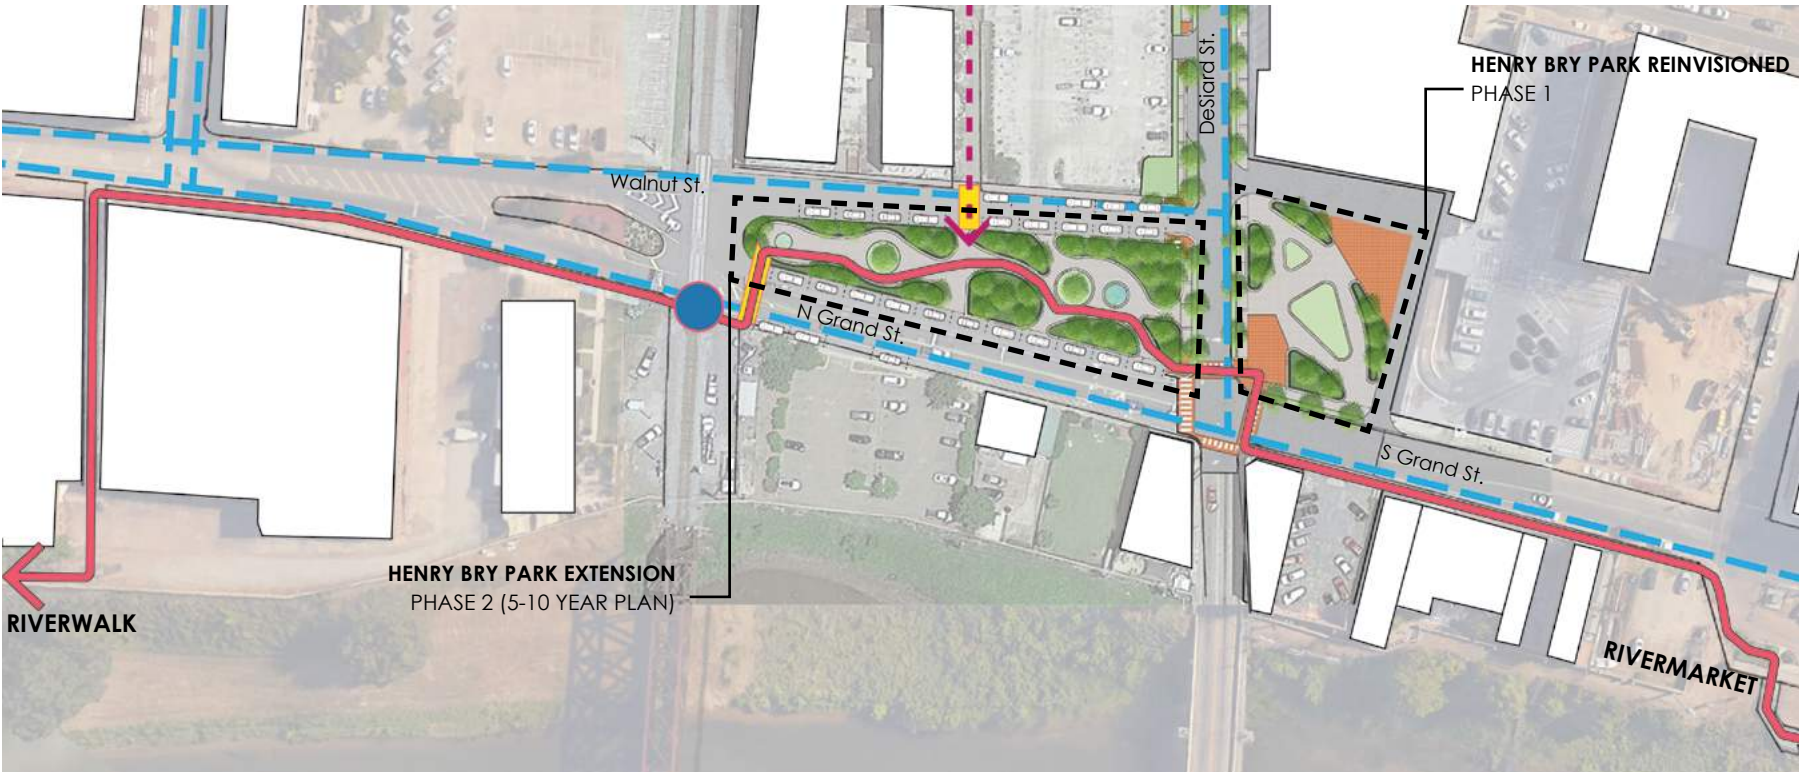 HENRY BRY PARK REINVISIONED
PHASE 1
DeSiard St.
Walnut St.
N Grand St.
S Grand St.
HENRY BRY PARK EXTENSION
PHASE 2 (5-10 YEAR PLAN)
RIVERWALK
RIVERMARKET